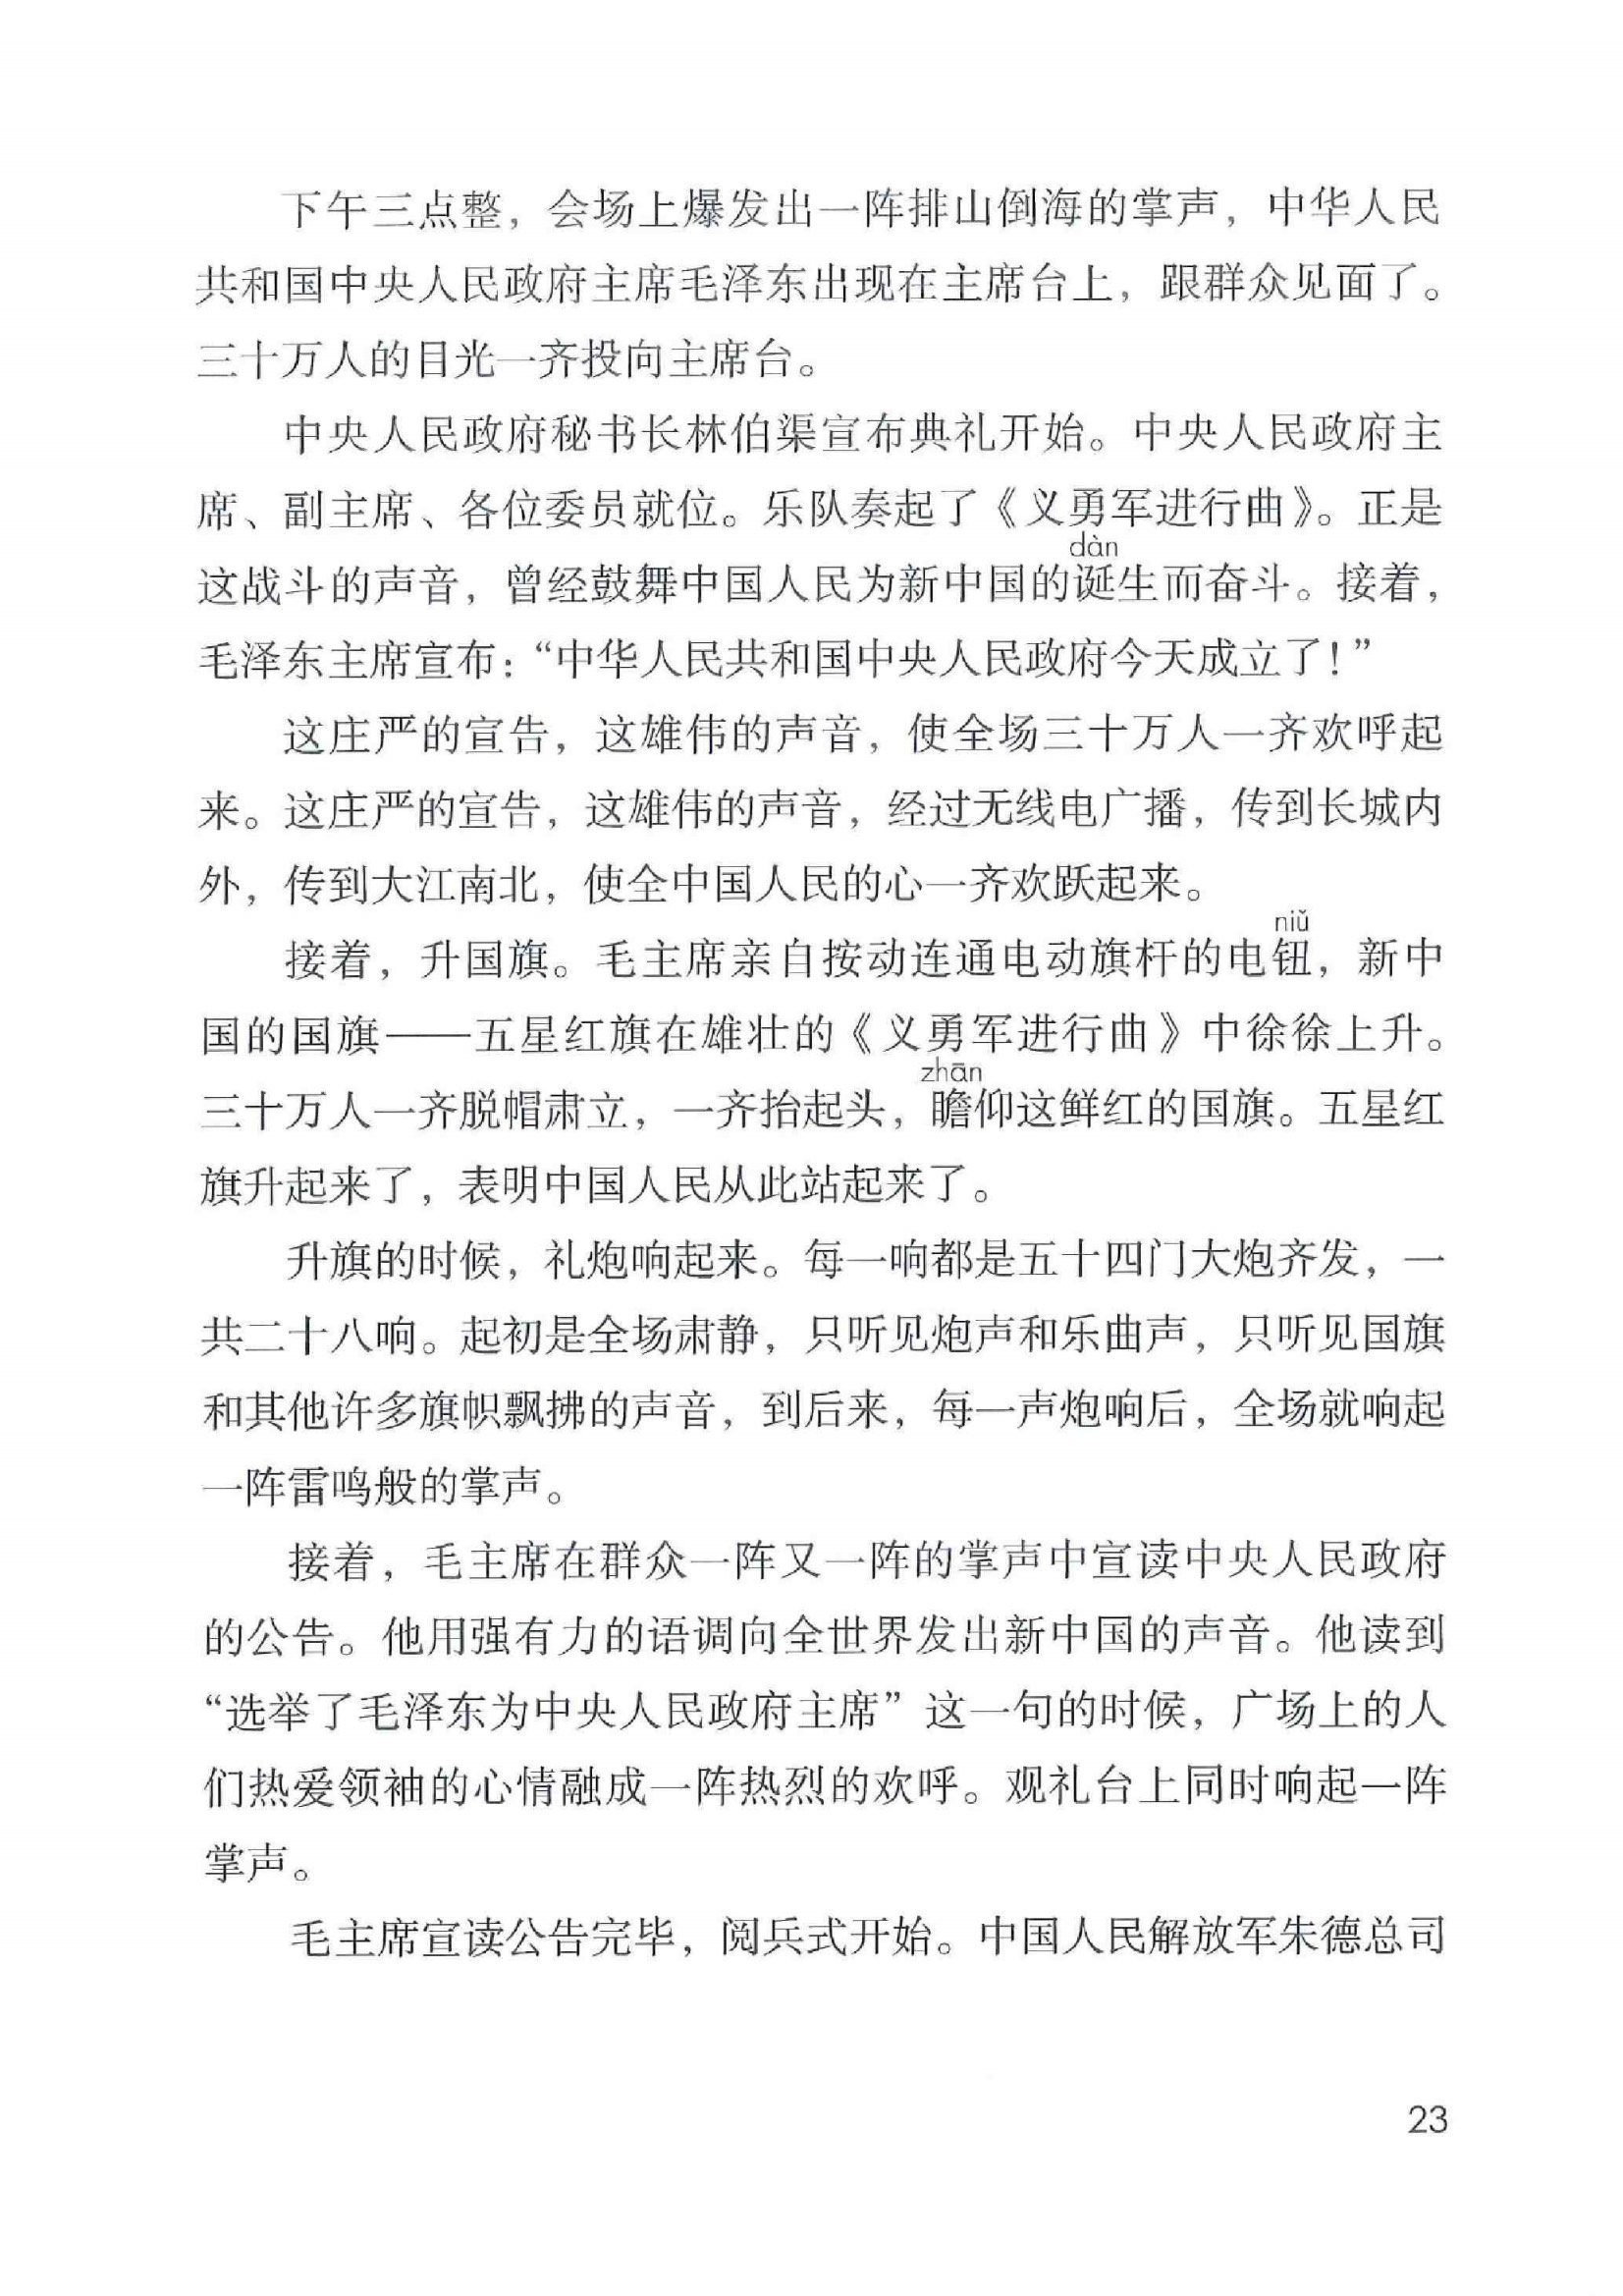 下午三点整，会场上爆发出一阵排山倒海的掌声，中华人民
共和国中央人民政府主席毛泽东出现在主席台上，跟群众见面了。
三十万人的目光一齐投向主席台。
中央人民政府秘书长林伯渠宣布典礼开始。中央人民政府主
席、副主席、各位委员就位。乐队奏起了《义勇军进行曲》。正是
dàn
这战斗的声音，曾经鼓舞中国人民为新中国的诞生而奋斗。接着，
毛泽东主席宣布：“中华人民共和国中央人民政府今天成立了！”
这庄严的宣告，这雄伟的声音，使全场三十万人一齐欢呼起
来。这庄严的宣告，这雄伟的声音，经过无线电广播，传到长城内
外，传到大江南北，使全中国人民的心一齐欢跃起来。
niǔ
接着，升国旗。毛主席亲自按动连通电动旗杆的电钮，新中
国的国旗——五星红旗在雄壮的《义勇军进行曲》中徐徐上升。
zhān
三十万人一齐脱帽肃立，一齐抬起头，瞻仰这鲜红的国旗。五星红
旗升起来了，表明中国人民从此站起来了。
升旗的时候，礼炮响起来。每一响都是五十四门大炮齐发，一
共二十八响。起初是全场肃静，只听见炮声和乐曲声，只听见国旗
和其他许多旗帜飘拂的声音，到后来，每一声炮响后，全场就响起
一阵雷鸣般的掌声。
接着，毛主席在群众一阵又一阵的掌声中宣读中央人民政府
的公告。他用强有力的语调向全世界发出新中国的声音。他读到
“选举了毛泽东为中央人民政府主席”这一句的时候，广场上的人
们热爱领袖的心情融成一阵热烈的欢呼。观礼台上同时响起一阵
掌声。
毛主席宣读公告完毕，阅兵式开始。中国人民解放军朱德总司
23